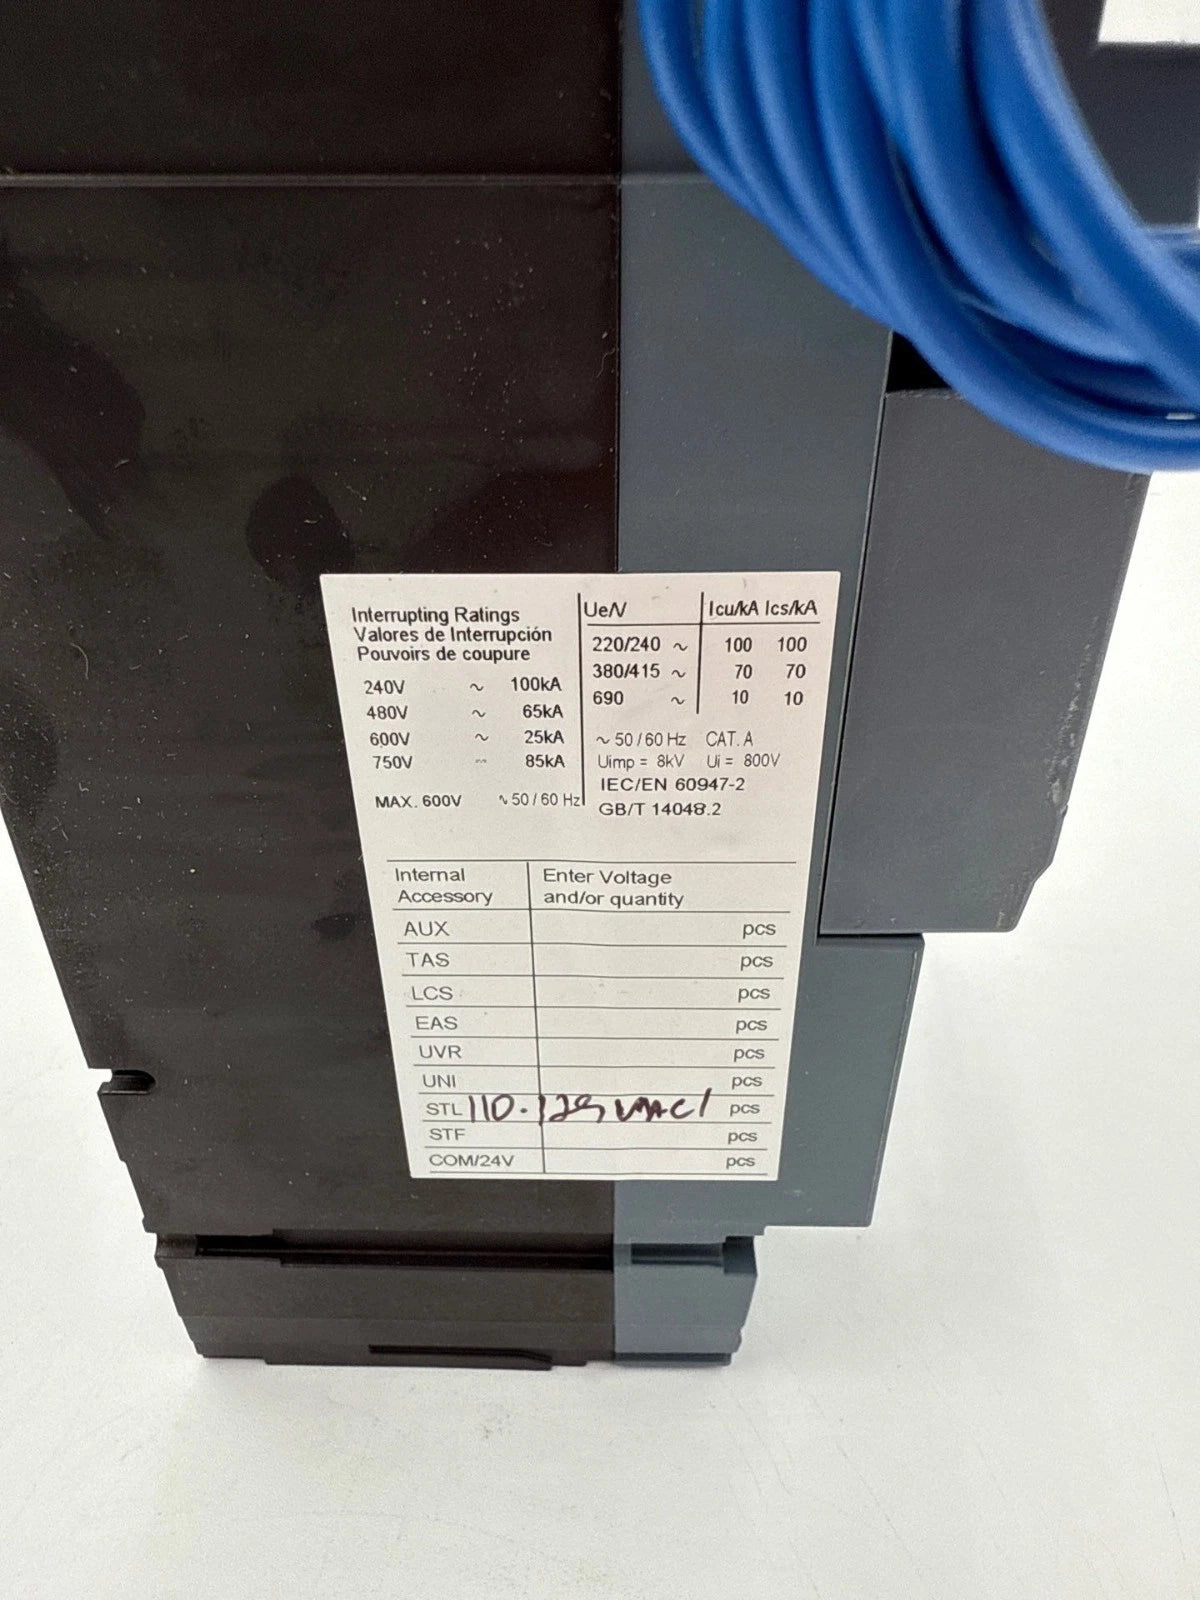 Interrupting Ratings
Valores de Interrupción
Pouvoirs de coupure
240V ~ 100kA
480V ~ 65kA
600V ~ 25kA
750V ⎓ 85kA
MAX. 600V ~ 50 / 60 Hz
Ue/V Icu/kA Ics/kA
220/240 ~ 100 100
380/415 ~ 70 70
690 ~ 10 10
~ 50 / 60 Hz CAT. A
Uimp = 8kV Ui = 800V
IEC/EN 60947-2
GB/T 14048.2
Internal Accessory
Enter Voltage and/or quantity
AUX pcs
TAS pcs
LCS pcs
EAS pcs
UVR pcs
UNI pcs
STL 110-125 VAC 1 pcs
STF pcs
COM/24V pcs